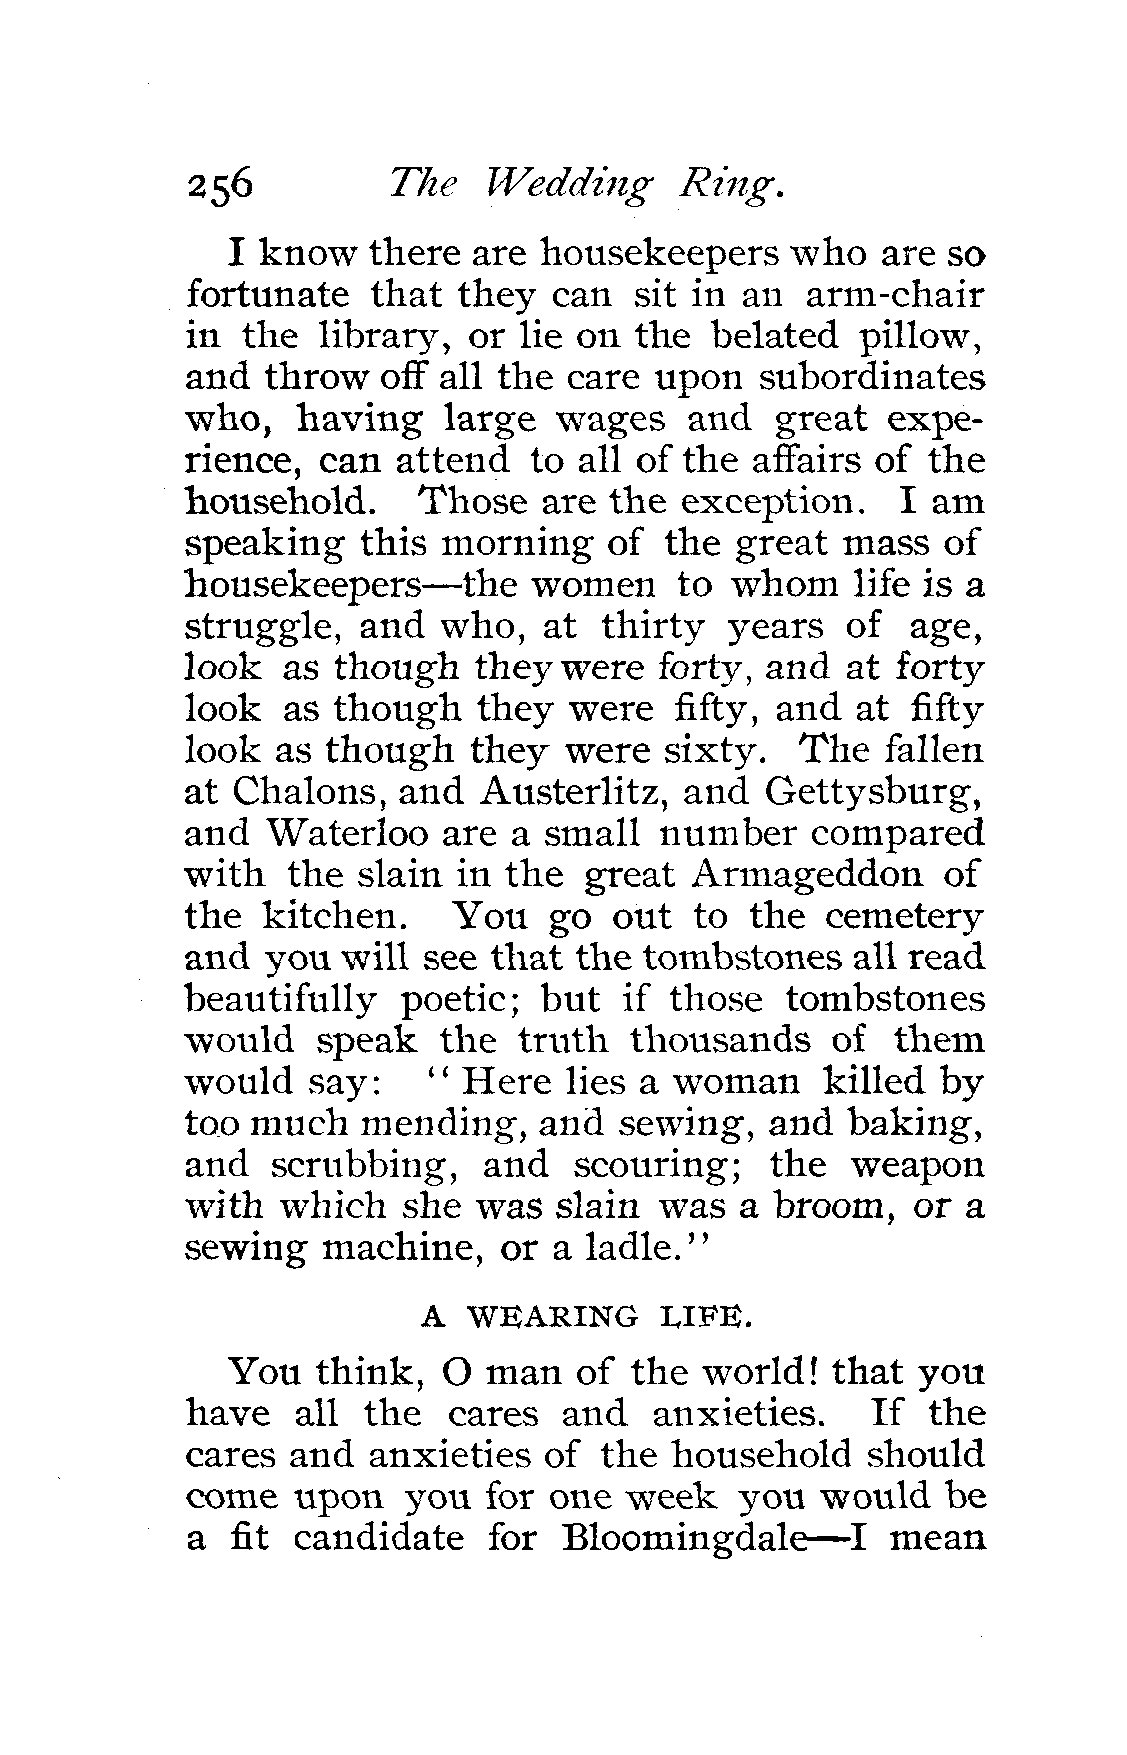 256 The Wedding Ring.
I know there are housekeepers who are so
fortunate that they can sit in an arm-chair
in the library, or lie on the belated pillow,
and throw off all the care upon subordinates
who, having large wages and great expe-
rience, can attend to all of the affairs of the
household. Those are the exception. I am
speaking this morning of the great mass of
housekeepers—the women to whom life is a
struggle, and who, at thirty years of age,
look as though they were forty, and at forty
look as though they were fifty, and at fifty
look as though they were sixty. The fallen
at Chalons, and Austerlitz, and Gettysburg,
and Waterloo are a small number compared
with the slain in the great Armageddon of
the kitchen. You go out to the cemetery
and you will see that the tombstones all read
beautifully poetic; but if those tombstones
would speak the truth thousands of them
would say: “Here lies a woman killed by
too much mending, and sewing, and baking,
and scrubbing, and scouring; the weapon
with which she was slain was a broom, or a
sewing machine, or a ladle.”
A WEARING LIFE.
You think, O man of the world! that you
have all the cares and anxieties. If the
cares and anxieties of the household should
come upon you for one week you would be
a fit candidate for Bloomingdale—I mean